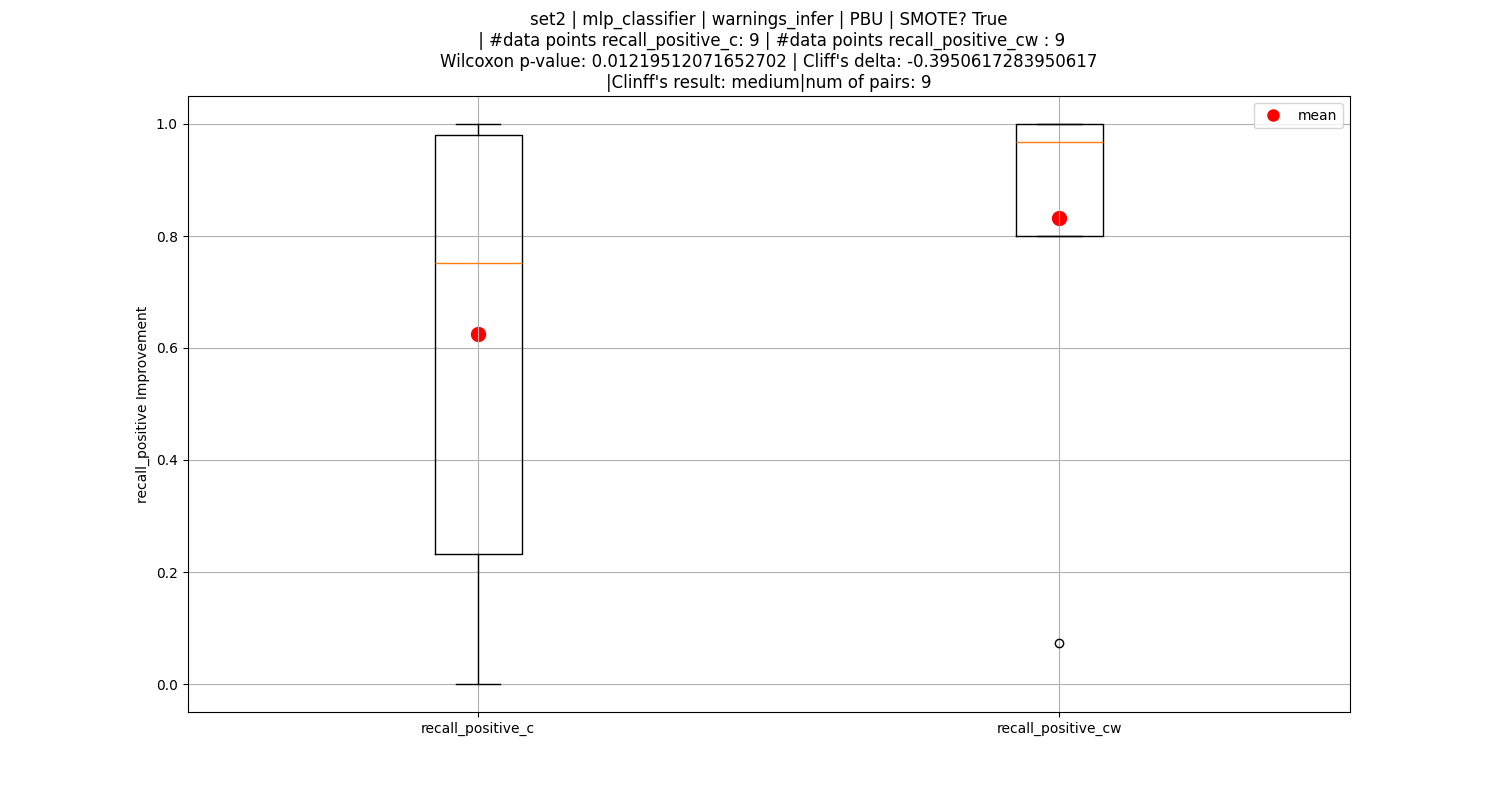 set2 | mlp_classifier | warnings_infer | PBU | SMOTE? True
| #data points recall_positive_c: 9 | #data points recall_positive_cw : 9
Wilcoxon p-value: 0.01219512071652702 | Cliff's delta: -0.3950617283950617
|Clinff's result: medium|num of pairs: 9
mean
1.0
0.8
0.6
0.4
0.2
0.0
recall_positive Improvement
recall_positive_c
recall_positive_cw